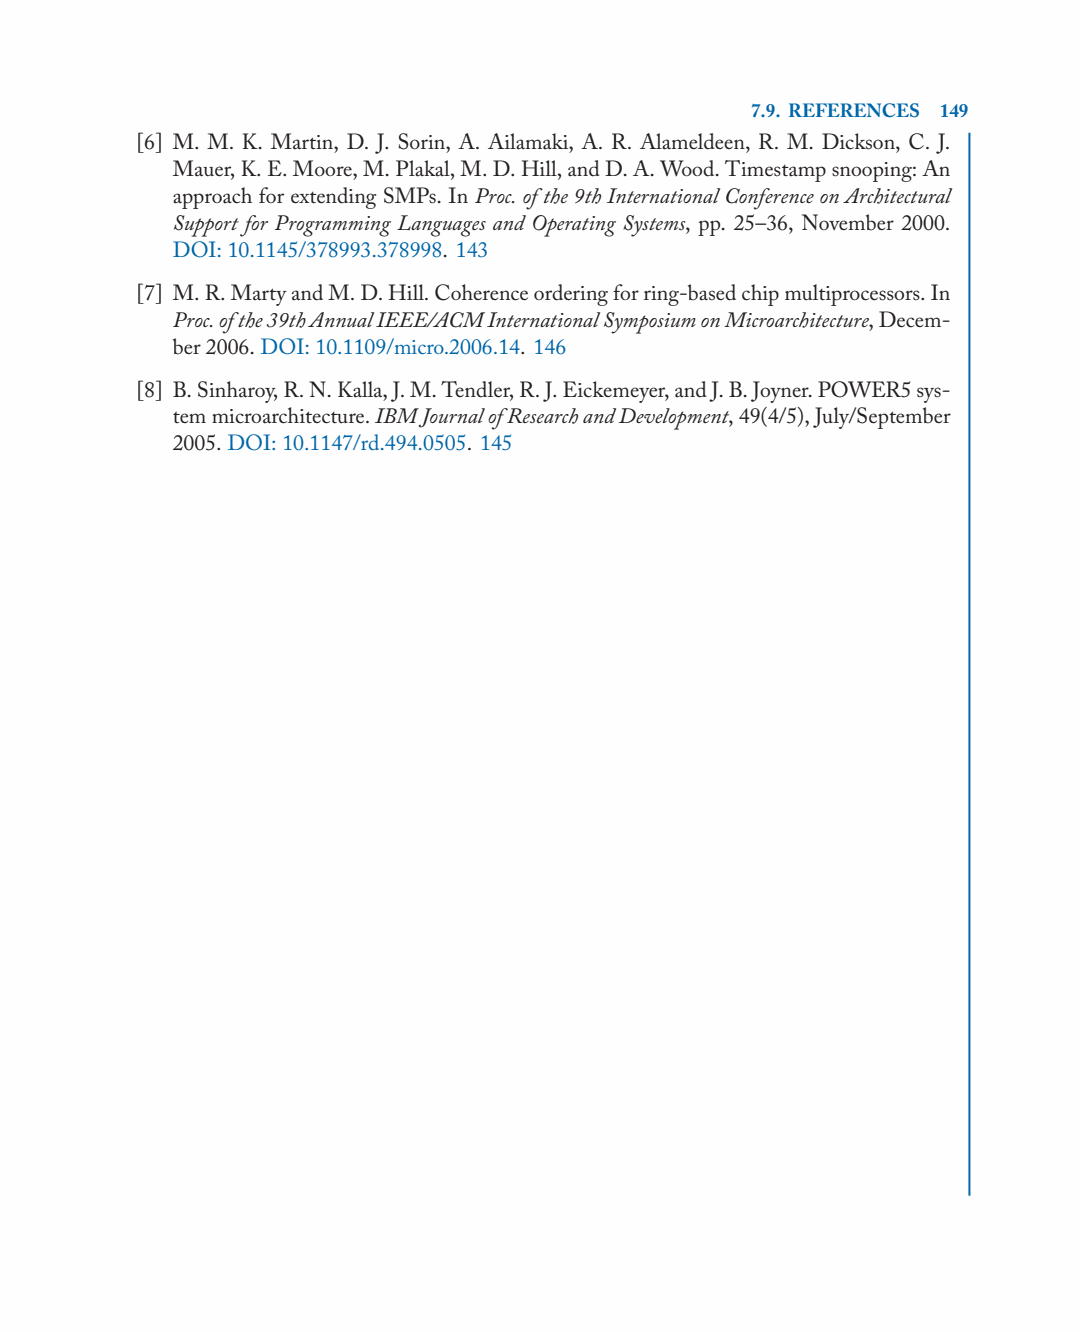 7.9. REFERENCES 149
[6] M. M. K. Martin, D. J. Sorin, A. Ailamaki, A. R. Alameldeen, R. M. Dickson, C. J.
Mauer, K. E. Moore, M. Plakal, M. D. Hill, and D. A. Wood. Timestamp snooping: An
approach for extending SMPs. In Proc. of the 9th International Conference on Architectural
Support for Programming Languages and Operating Systems, pp. 25–36, November 2000.
DOI: 10.1145/378993.378998. 143
[7] M. R. Marty and M. D. Hill. Coherence ordering for ring-based chip multiprocessors. In
Proc. of the 39th Annual IEEE/ACM International Symposium on Microarchitecture, Decem-
ber 2006. DOI: 10.1109/micro.2006.14. 146
[8] B. Sinharoy, R. N. Kalla, J. M. Tendler, R. J. Eickemeyer, and J. B. Joyner. POWER5 sys-
tem microarchitecture. IBM Journal of Research and Development, 49(4/5), July/September
2005. DOI: 10.1147/rd.494.0505. 145